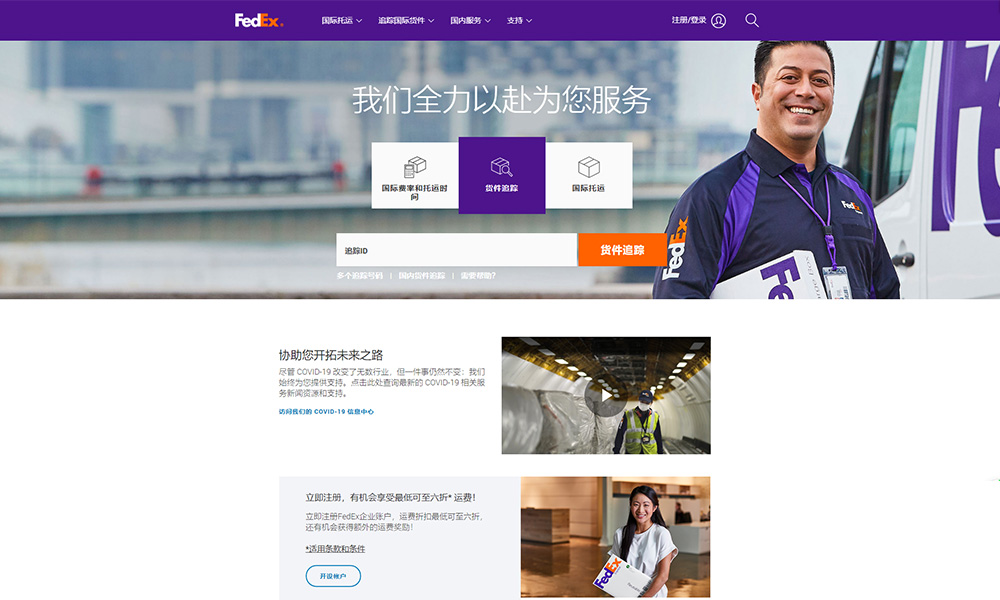 FedEx®
国际托运
追踪国际货件
国内服务
支持
注册/登录
我们全力以赴为您服务
国际费率和托运时
间
货件追踪
国际托运
追踪ID
货件追踪
多个追踪号码 | 国内货件追踪 | 需要帮助?
FedEx
FedEx
协助您开拓未来之路
尽管 COVID-19 改变了无数行业，但一件事仍然不变：我们
始终为您提供支持。点击此处查询最新的 COVID-19 相关服
务新闻资源和支持。
访问我们的 COVID-19 信息中心
立即注册，有机会享受最低可至六折* 运费！
立即注册FedEx企业账户，运费折扣最低可至六折，
还有机会获得额外的运费奖励！
*适用条款和条件
开设账户
FedEx